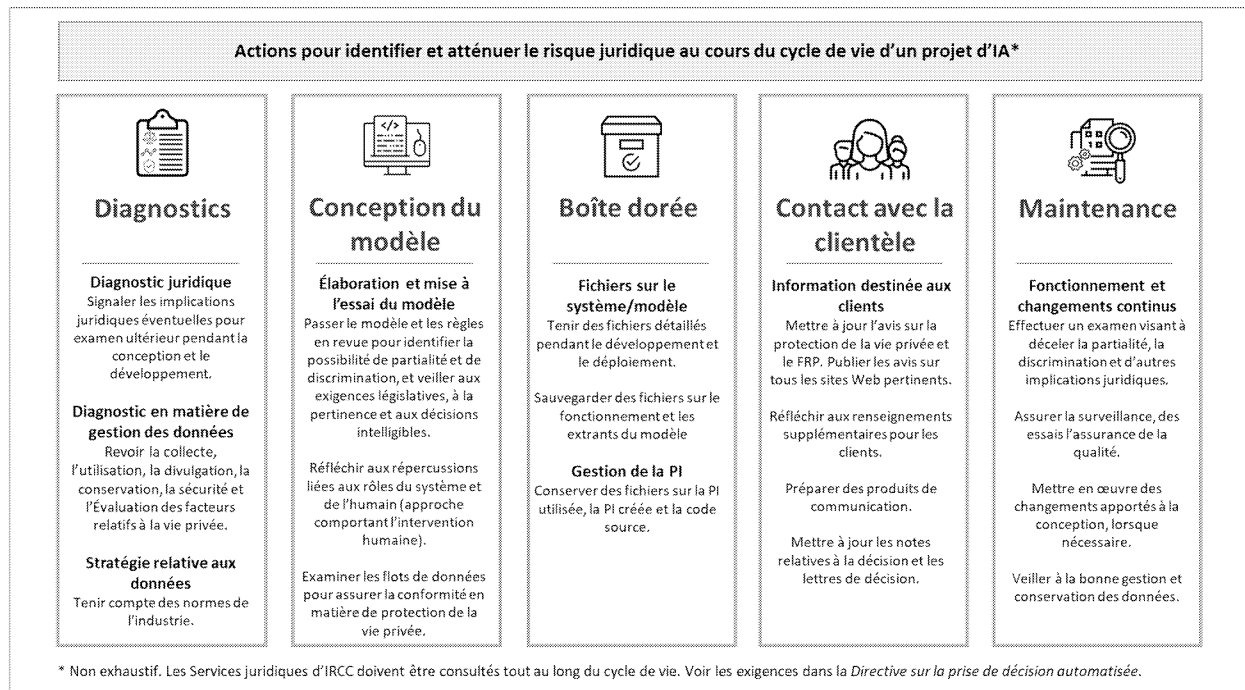 Actions pour identifier et atténuer le risque juridique au cours du cycle de vie d'un projet d'IA*
Diagnostics
Diagnostic juridique
Signaler les implications
juridiques éventuelles pour
examen ultérieur pendant la
conception et le
développement.
Diagnostic en matière de
gestion des données
Revoir la collecte,
l'utilisation, la divulgation, la
conservation, la sécurité et
l'Évaluation des facteurs
relatifs à la vie privée.
Stratégie relative aux
données
Tenir compte des normes de
l'industrie.
Conception du
modèle
Élaboration et mise à
l'essai du modèle
Passer le modèle et les règles
en revue pour identifier la
possibilité de partialité et de
discrimination, et veiller aux
exigences législatives, à la
pertinence et aux décisions
intelligibles.
Réfléchir aux répercussions
liées aux rôles du système et
de l'humain (approche
comportant l'intervention
humaine).
Examiner les flots de données
pour assurer la conformité en
matière de protection de la
vie privée.
Boîte dorée
Fichiers sur le
système/modèle
Tenir des fichiers détaillés
pendant le développement et
le déploiement.
Sauvegarder des fichiers sur le
fonctionnement et les
extrants du modèle
Gestion de la PI
Conserver des fichiers sur la PI
utilisée, la PI créée et la code
source.
Contact avec la
clientèle
Information destinée aux
clients
Mettre à jour l'avis sur la
protection de la vie privée et
le FRP. Publier les avis sur
tous les sites Web pertinents.
Réfléchir aux renseignements
supplémentaires pour les
clients.
Préparer des produits de
communication.
Mettre à jour les notes
relatives à la décision et les
lettres de décision.
Maintenance
Fonctionnement et
changements continus
Effectuer un examen visant à
déceler la partialité, la
discrimination et d'autres
implications juridiques.
Assurer la surveillance, des
essais l'assurance de la
qualité.
Mettre en œuvre des
changements apportés à la
conception, lorsque
nécessaire.
Veiller à la bonne gestion et
conservation des données.
* Non exhaustif. Les Services juridiques d'IRCC doivent être consultés tout au long du cycle de vie. Voir les exigences dans la Directive sur la prise de décision automatisée.